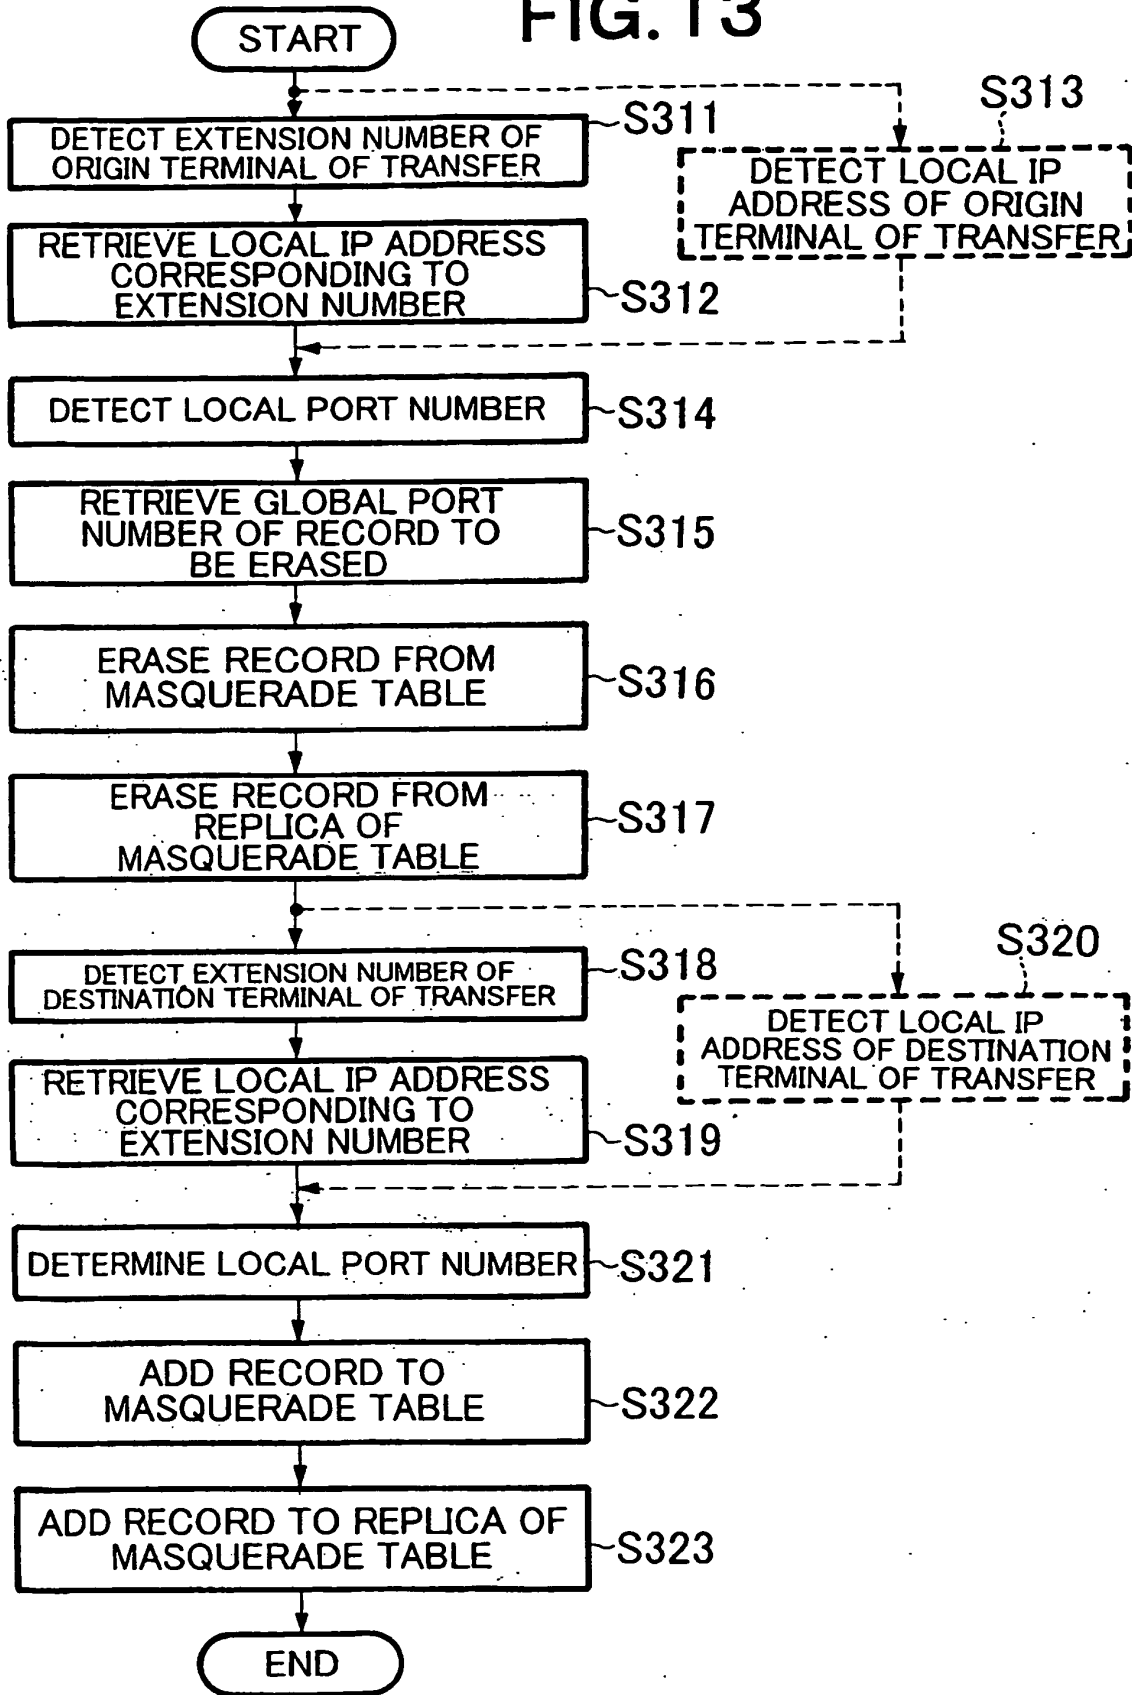 FIG. 13
START
S311
DETECT EXTENSION NUMBER OF
ORIGIN TERMINAL OF TRANSFER
S313
DETECT LOCAL IP
ADDRESS OF ORIGIN
TERMINAL OF TRANSFER
RETRIEVE LOCAL IP ADDRESS
CORRESPONDING TO
EXTENSION NUMBER
S312
DETECT LOCAL PORT NUMBER
S314
RETRIEVE GLOBAL PORT
NUMBER OF RECORD TO
BE ERASED
S315
ERASE RECORD FROM
MASQUERADE TABLE
S316
ERASE RECORD FROM
REPLICA OF
MASQUERADE TABLE
S317
DETECT EXTENSION NUMBER OF
DESTINATION TERMINAL OF TRANSFER
S318
S320
DETECT LOCAL IP
ADDRESS OF DESTINATION
TERMINAL OF TRANSFER
RETRIEVE LOCAL IP ADDRESS
CORRESPONDING TO
EXTENSION NUMBER
S319
DETERMINE LOCAL PORT NUMBER
S321
ADD RECORD TO
MASQUERADE TABLE
S322
ADD RECORD TO REPLICA OF
MASQUERADE TABLE
S323
END